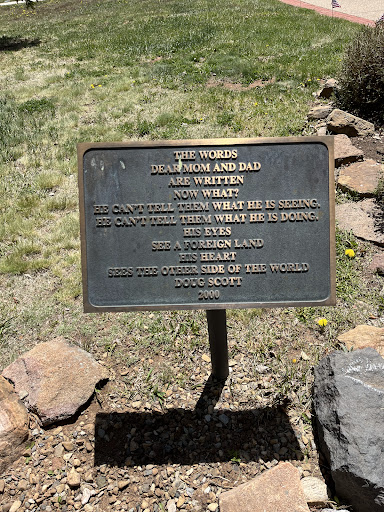 THE WORDS
DEAR MOM AND DAD
ARE WRITTEN
NOW WHAT?
HE CAN'T TELL THEM WHAT HE IS SEEING.
HE CAN'T TELL THEM WHAT HE IS DOING.
HIS EYES
SEE A FOREIGN LAND
HIS HEART
SEES THE OTHER SIDE OF THE WORLD
DOUG SCOTT
2000